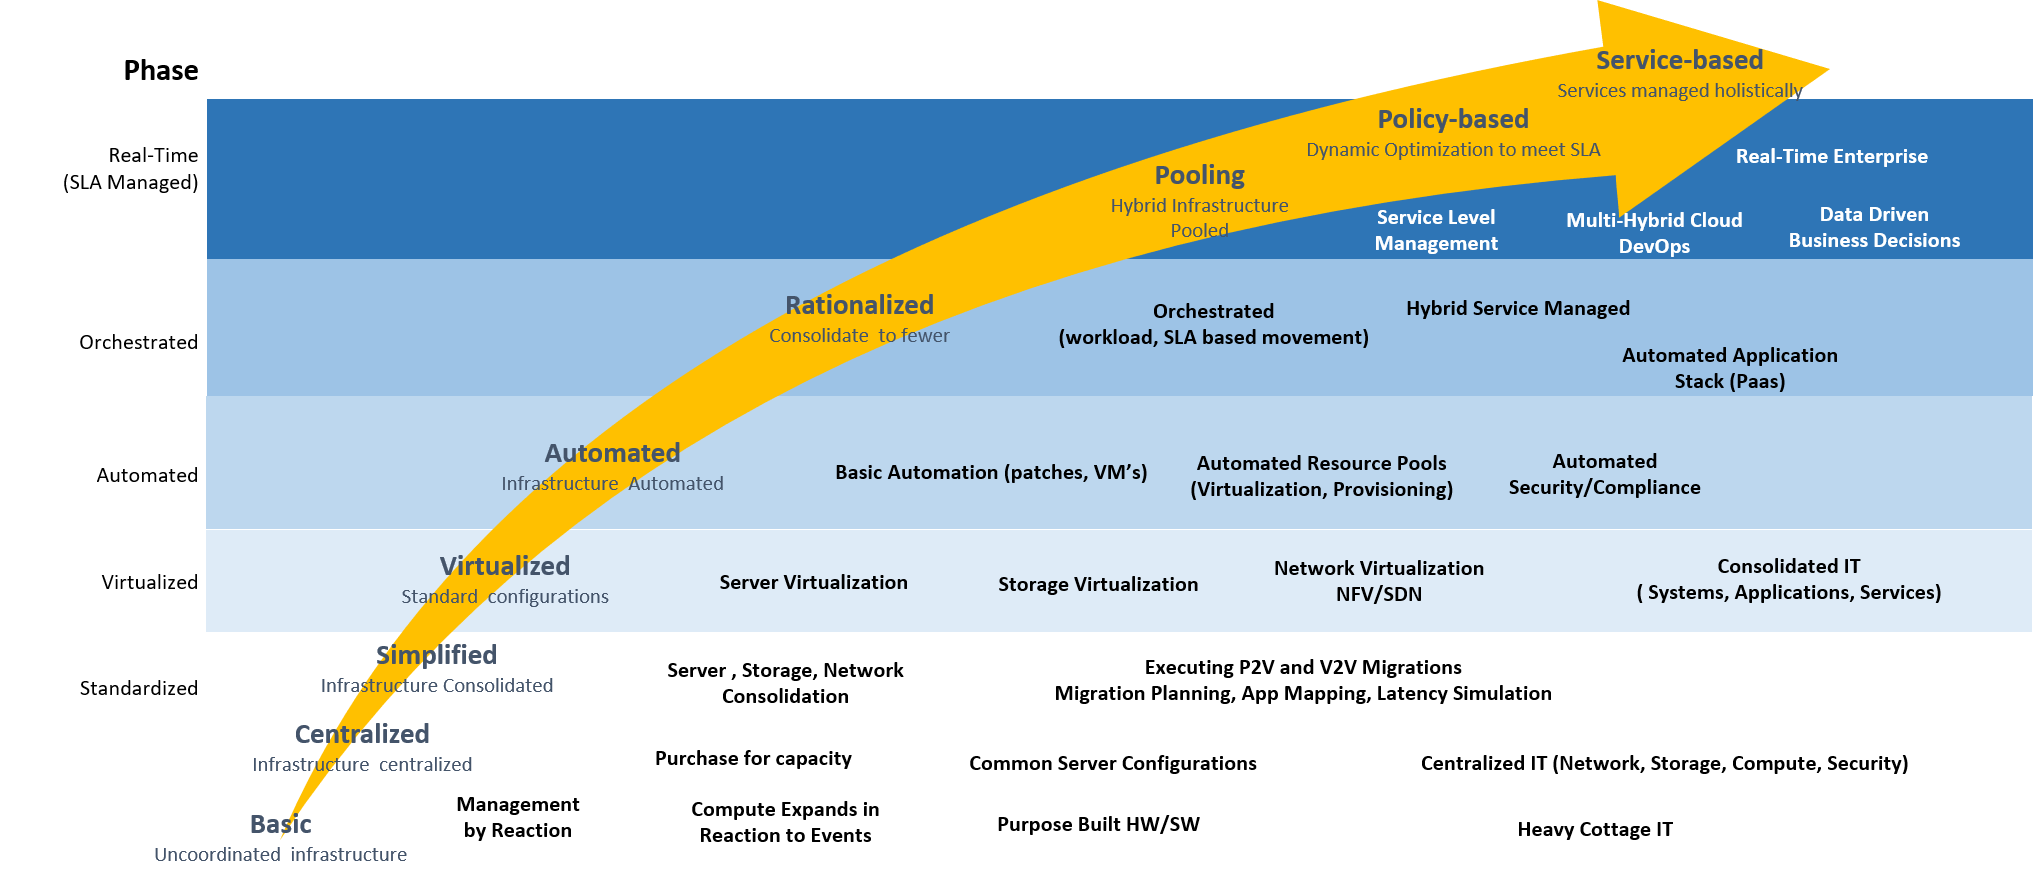 Phase
Service-based
Services managed holistically
Policy-based
Dynamic Optimization to meet SLA
Real-Time
(SLA Managed)
Real-Time Enterprise
Pooling
Hybrid Infrastructure
Pooled
Service Level
Management
Multi-Hybrid Cloud
DevOps
Data Driven
Business Decisions
Orchestrated
Rationalized
Consolidate  to fewer
Orchestrated
(workload, SLA based movement)
Hybrid Service Managed
Automated Application
Stack (Paas)
Automated
Automated
Infrastructure  Automated
Basic Automation (patches, VM’s)
Automated Resource Pools
(Virtualization, Provisioning)
Automated
Security/Compliance
Virtualized
Virtualized
Standard  configurations
Server Virtualization
Storage Virtualization
Network Virtualization
NFV/SDN
Consolidated IT
( Systems, Applications, Services)
Standardized
Simplified
Infrastructure Consolidated
Server , Storage, Network
Consolidation
Executing P2V and V2V Migrations
Migration Planning, App Mapping, Latency Simulation
Centralized
Infrastructure  centralized
Purchase for capacity
Common Server Configurations
Centralized IT (Network, Storage, Compute, Security)
Basic
Uncoordinated  infrastructure
Management
by Reaction
Compute Expands in
Reaction to Events
Purpose Built HW/SW
Heavy Cottage IT